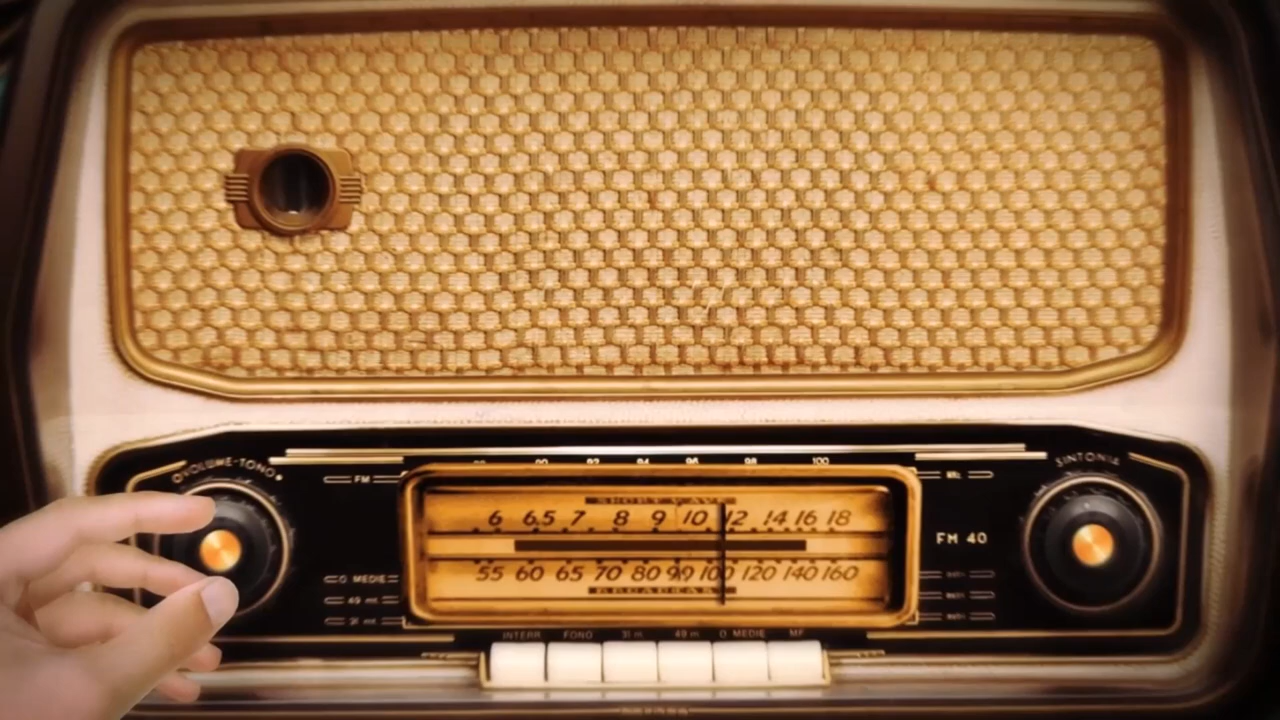 VOLUME-TONO
90 92 94 96 98 100
SINTONIA
FM
SHORT WAVE
6 6,5 7 8 9 10 12 14 16 18
FM 40
55 60 65 70 80 90 100 120 140 160
O MEDIE
49 mt
31 mt
INTERR FONO 31 m 49 m O MEDIE MF